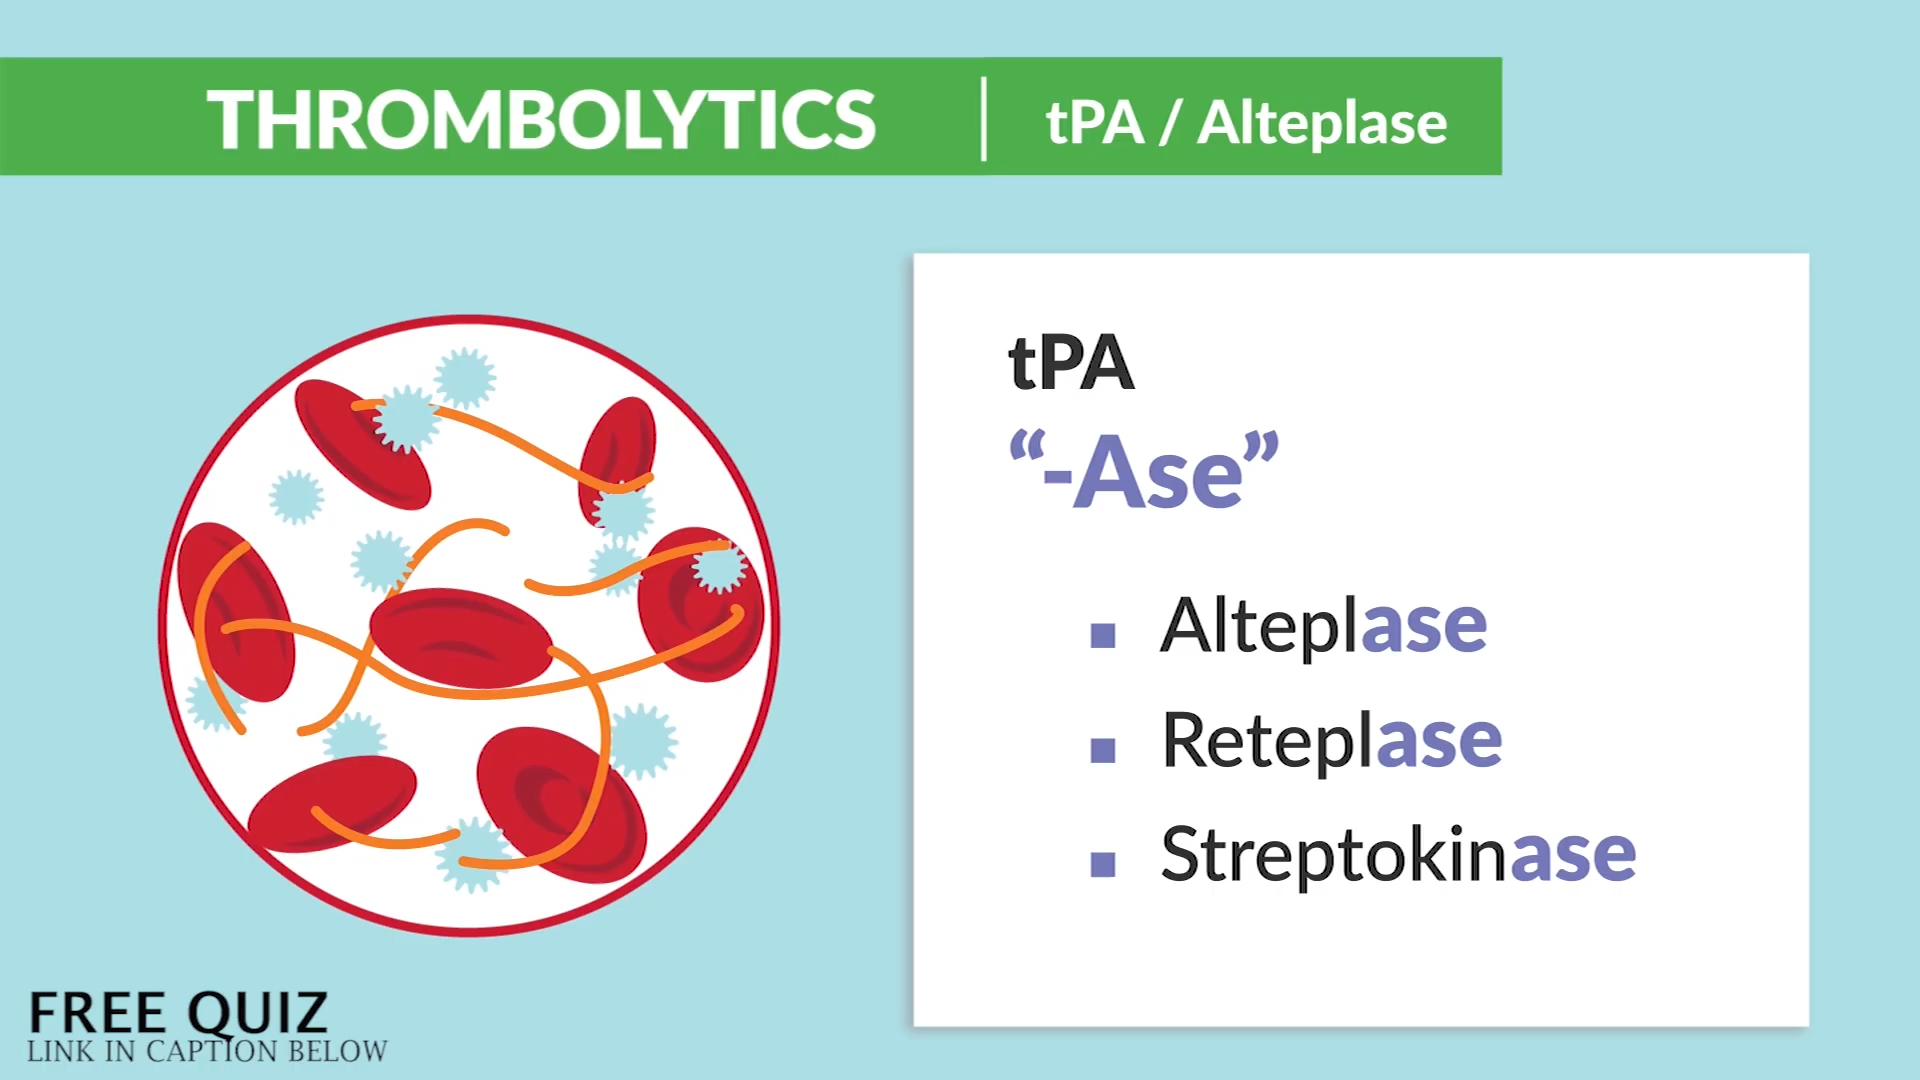 THROMBOLYTICS | tPA / Alteplase
tPA
“-Ase”
▪ Alteplase
▪ Reteplase
▪ Streptokinase
FREE QUIZ
LINK IN CAPTION BELOW